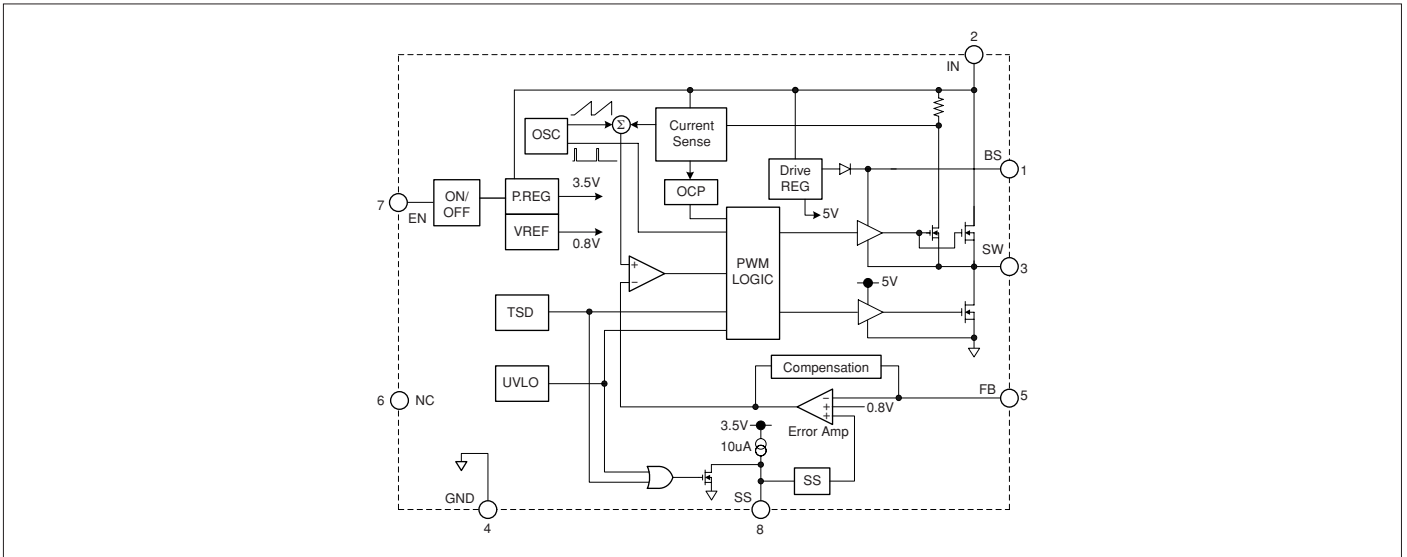 2
IN
OSC
Σ
Current
Sense
BS
1
Drive
REG
OCP
5V
7
EN
ON/
OFF
P.REG
3.5V
VREF
0.8V
SW
3
PWM
LOGIC
+
−
5V
TSD
UVLO
Compensation
FB
5
6
NC
−
+
+
0.8V
Error Amp
3.5V
10uA
SS
GND
4
SS
8